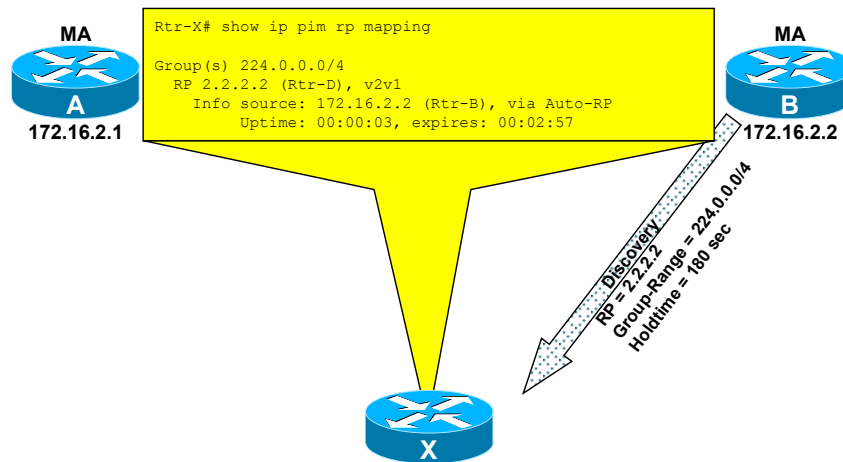 MA
A
172.16.2.1
Rtr-X# show ip pim rp mapping
Group(s) 224.0.0.0/4
RP 2.2.2.2 (Rtr-D), v2v1
Info source: 172.16.2.2 (Rtr-B), via Auto-RP
Uptime: 00:00:03, expires: 00:02:57
MA
B
172.16.2.2
Discovery
RP = 2.2.2.2
Group-Range = 224.0.0.0/4
Holdtime = 180 sec
X